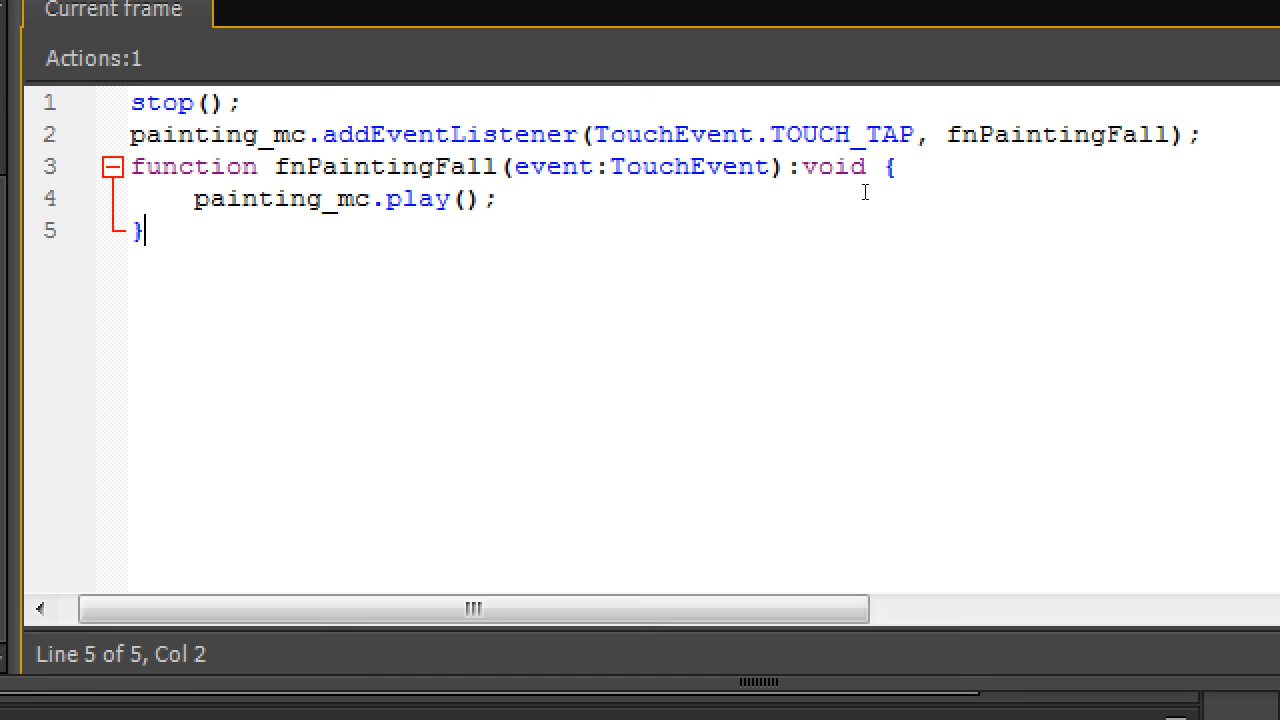 Current frame
Actions:1
1 stop();
2 painting_mc.addEventListener(TouchEvent.TOUCH_TAP, fnPaintingFall);
3 function fnPaintingFall(event:TouchEvent):void {
4 painting_mc.play();
5 }
Line 5 of 5, Col 2